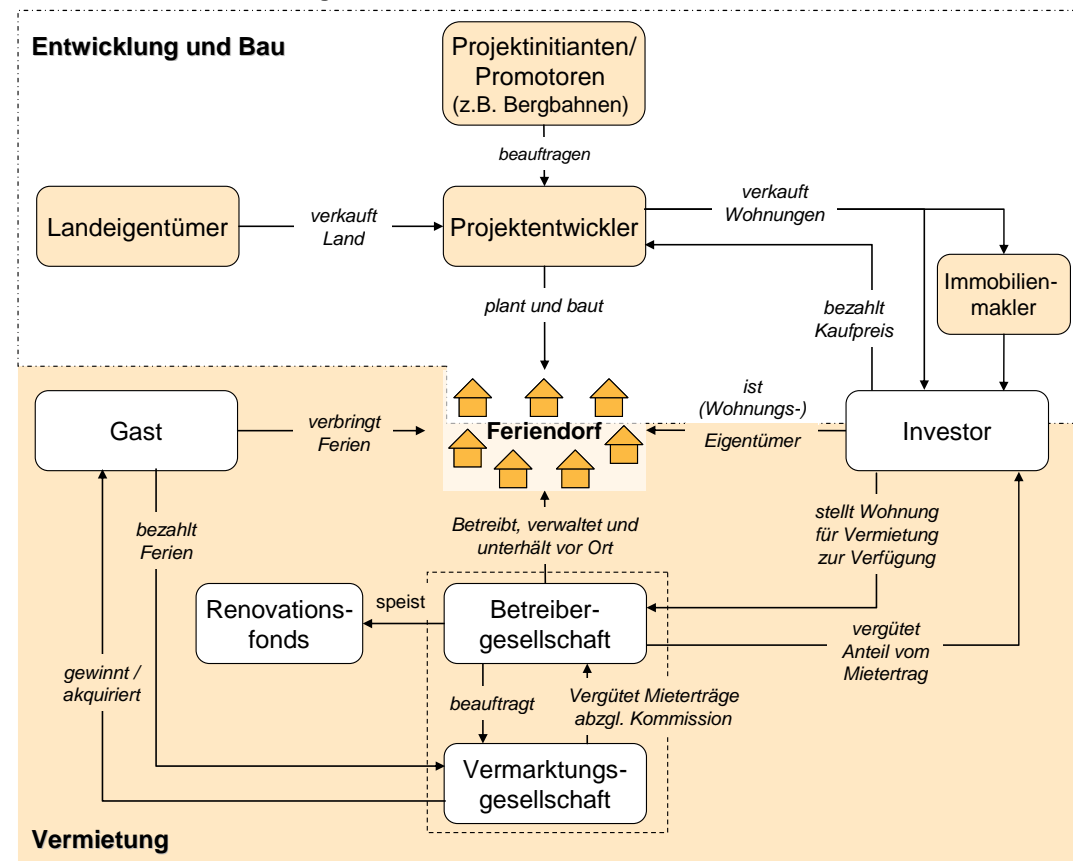 Entwicklung und Bau
Projektinitianten/
Promotoren
(z.B. Bergbahnen)
beauftragen
Landeigentümer
verkauft
Land
Projektentwickler
verkauft
Wohnungen
Immobilien-
makler
plant und baut
bezahlt
Kaufpreis
Gast
verbringt
Ferien
Feriendorf
ist
(Wohnungs-)
Eigentümer
Investor
bezahlt
Ferien
Betreibt, verwaltet und
unterhält vor Ort
stellt Wohnung
für Vermietung
zur Verfügung
Renovations-
fonds
speist
Betreiber-
gesellschaft
vergütet
Anteil vom
Mietertrag
gewinnt /
akquiriert
beauftragt
Vergütet Mieterträge
abzgl. Kommission
Vermarktungs-
gesellschaft
Vermietung